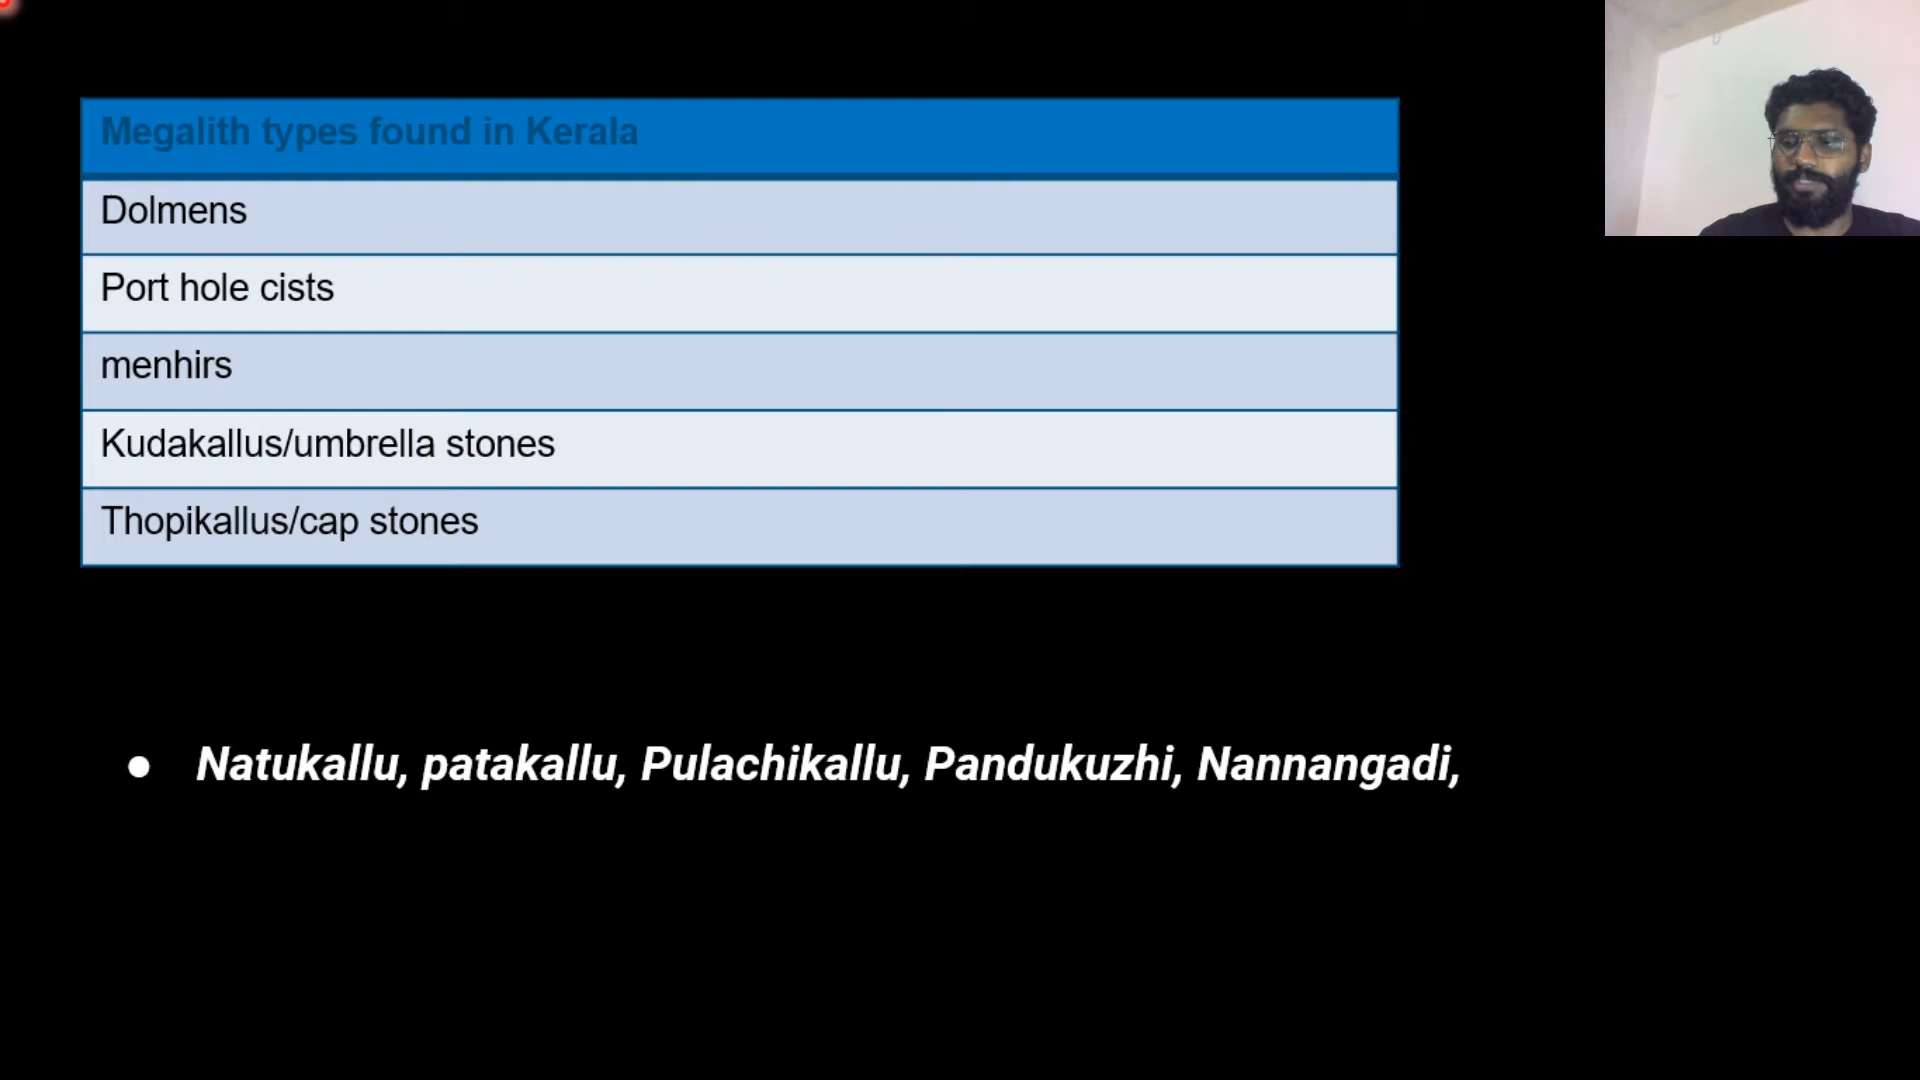 Megalith types found in Kerala
Dolmens
Port hole cists
menhirs
Kudakallus/umbrella stones
Thopikallus/cap stones
● Natukallu, patakallu, Pulachikallu, Pandukuzhi, Nannangadi,